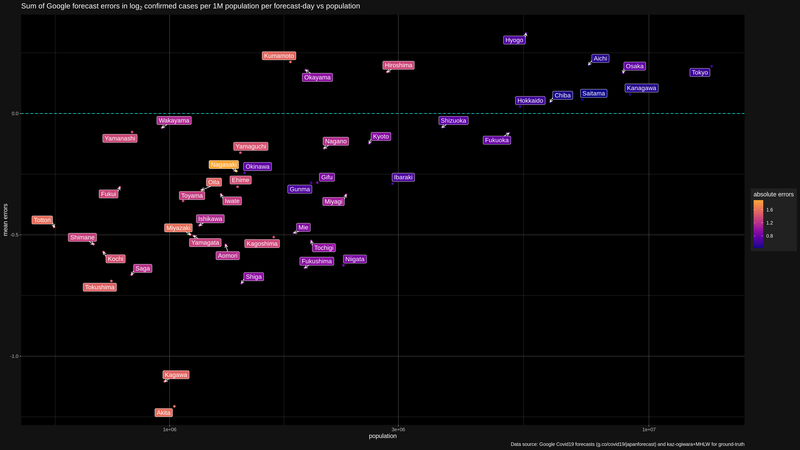 Sum of Google forecast errors in log2 confirmed cases per 1M population per forecast-day vs population
Hyogo
Kumamoto
Aichi
Hiroshima
Osaka
Tokyo
Okayama
Kanagawa
Saitama
Chiba
Hokkaido
0.0
Wakayama
Shizuoka
Yamanashi
Kyoto
Nagano
Fukuoka
Yamaguchi
Nagasaki
Okinawa
Oita
Ehime
Gifu
Ibaraki
Gunma
Fukui
Toyama
Iwate
Miyagi
mean errors
Tottori
Ishikawa
Miyazaki
Mie
Shimane
Yamagata
Kagoshima
Tochigi
Kochi
Aomori
Fukushima
Niigata
Saga
Shiga
Tokushima
-0.5
-1.0
Kagawa
Akita
1e+06
3e+06
1e+07
population
absolute errors
1.6
1.2
0.8
Data source: Google Covid19 forecasts (g.co/covid19/japanforecast) and kaz-ogiwara+MHLW for ground-truth